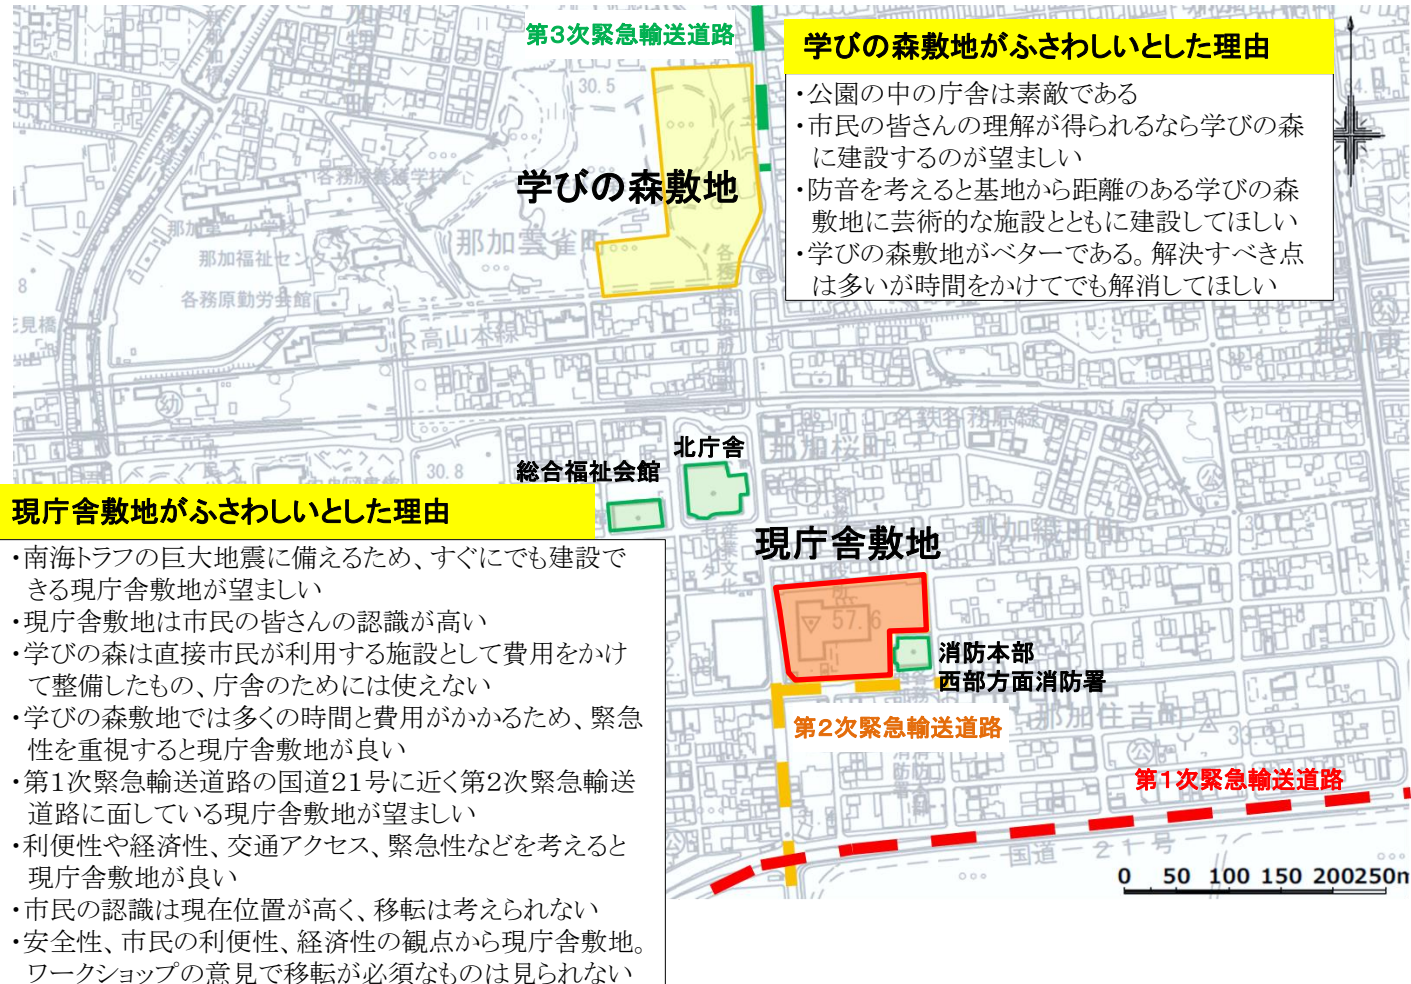 第3次緊急輸送道路
学びの森敷地がふさわしいとした理由
・公園の中の庁舎は素敵である
・市民の皆さんの理解が得られるなら学びの森
に建設するのが望ましい
・防音を考えると基地から距離のある学びの森
敷地に芸術的な施設とともに建設してほしい
・学びの森敷地がベターである。解決すべき点
は多いが時間をかけてでも解消してほしい
30.5
学びの森敷地
那加雲雀町
那加福祉センター
各務原勤労会館
JR高山本線
名鉄各務原線
那加桜町
30.8
北庁舎
総合福祉会館
現庁舎敷地がふさわしいとした理由
・南海トラフの巨大地震に備えるため、すぐにでも建設で
きる現庁舎敷地が望ましい
・現庁舎敷地は市民の皆さんの認識が高い
・学びの森は直接市民が利用する施設として費用をかけ
て整備したもの、庁舎のためには使えない
・学びの森敷地では多くの時間と費用がかかるため、緊急
性を重視すると現庁舎敷地が良い
・第1次緊急輸送道路の国道21号に近く第2次緊急輸送
道路に面している現庁舎敷地が望ましい
・利便性や経済性、交通アクセス、緊急性などを考えると
現庁舎敷地が良い
・市民の認識は現在位置が高く、移転は考えられない
・安全性、市民の利便性、経済性の観点から現庁舎敷地。
ワークショップの意見で移転が必須なものは見られない
現庁舎敷地
57.6
消防本部
西部方面消防署
第2次緊急輸送道路
那加住吉町
第1次緊急輸送道路
国道21号
0 50 100 150 200250m